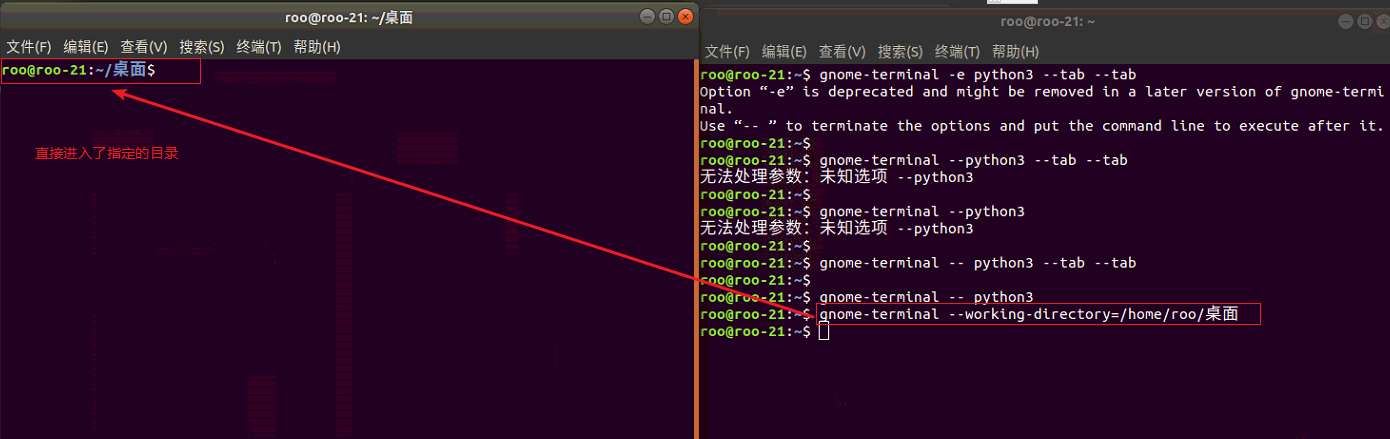 roo@roo-21: ~/桌面
文件(F) 编辑(E) 查看(V) 搜索(S) 终端(T) 帮助(H)
roo@roo-21:~/桌面$
直接进入了指定的目录
roo@roo-21: ~
文件(F) 编辑(E) 查看(V) 搜索(S) 终端(T) 帮助(H)
roo@roo-21:~$ gnome-terminal -e python3 --tab --tab
Option “-e” is deprecated and might be removed in a later version of gnome-termi
nal.
Use “-- ” to terminate the options and put the command line to execute after it.
roo@roo-21:~$
roo@roo-21:~$ gnome-terminal --python3 --tab --tab
无法处理参数：未知选项 --python3
roo@roo-21:~$
roo@roo-21:~$ gnome-terminal --python3
无法处理参数：未知选项 --python3
roo@roo-21:~$
roo@roo-21:~$ gnome-terminal -- python3 --tab --tab
roo@roo-21:~$
roo@roo-21:~$ gnome-terminal -- python3
roo@roo-21:~$ gnome-terminal --working-directory=/home/roo/桌面
roo@roo-21:~$